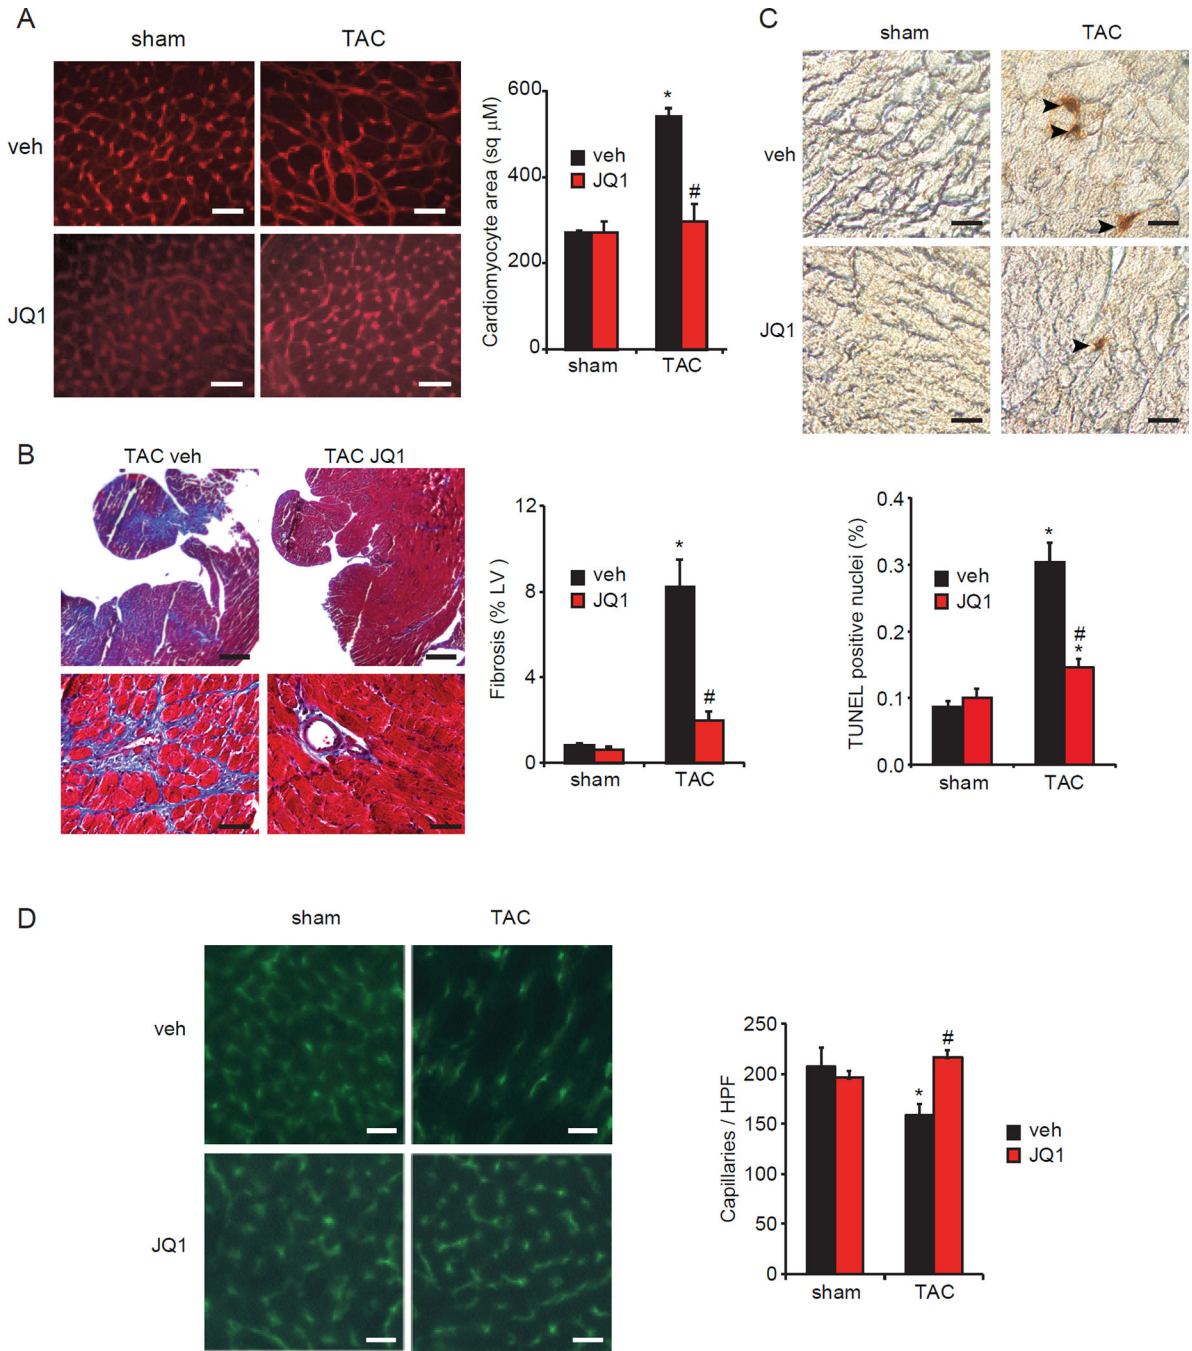 A
sham
TAC
veh
JQ1
Cardiomyocyte area (sq μM)
600
400
200
0
*
#
veh
JQ1
sham
TAC
C
sham
TAC
veh
JQ1
B
TAC veh
TAC JQ1
Fibrosis (% LV )
12
8
4
0
*
#
veh
JQ1
sham
TAC
TUNEL positive nuclei (%)
0.4
0.3
0.2
0.1
0.0
*
#
*
veh
JQ1
sham
TAC
D
sham
TAC
veh
JQ1
Capillaries / HPF
250
200
150
100
50
0
*
#
veh
JQ1
sham
TAC